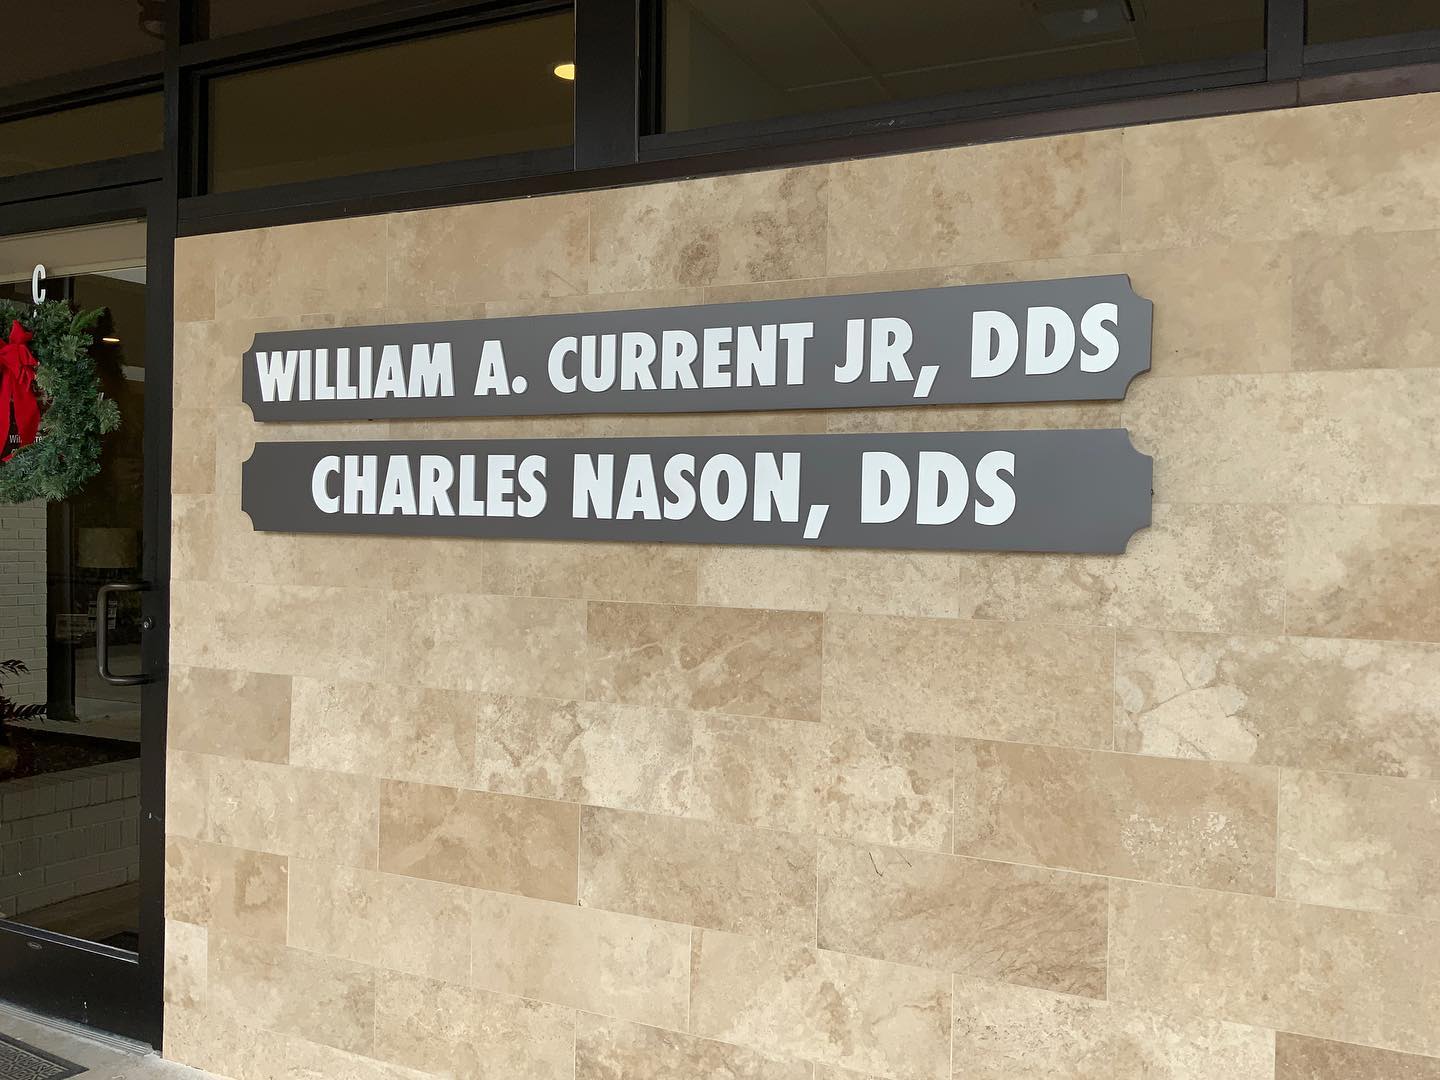 C
WILLIAM A. CURRENT JR, DDS
CHARLES NASON, DDS